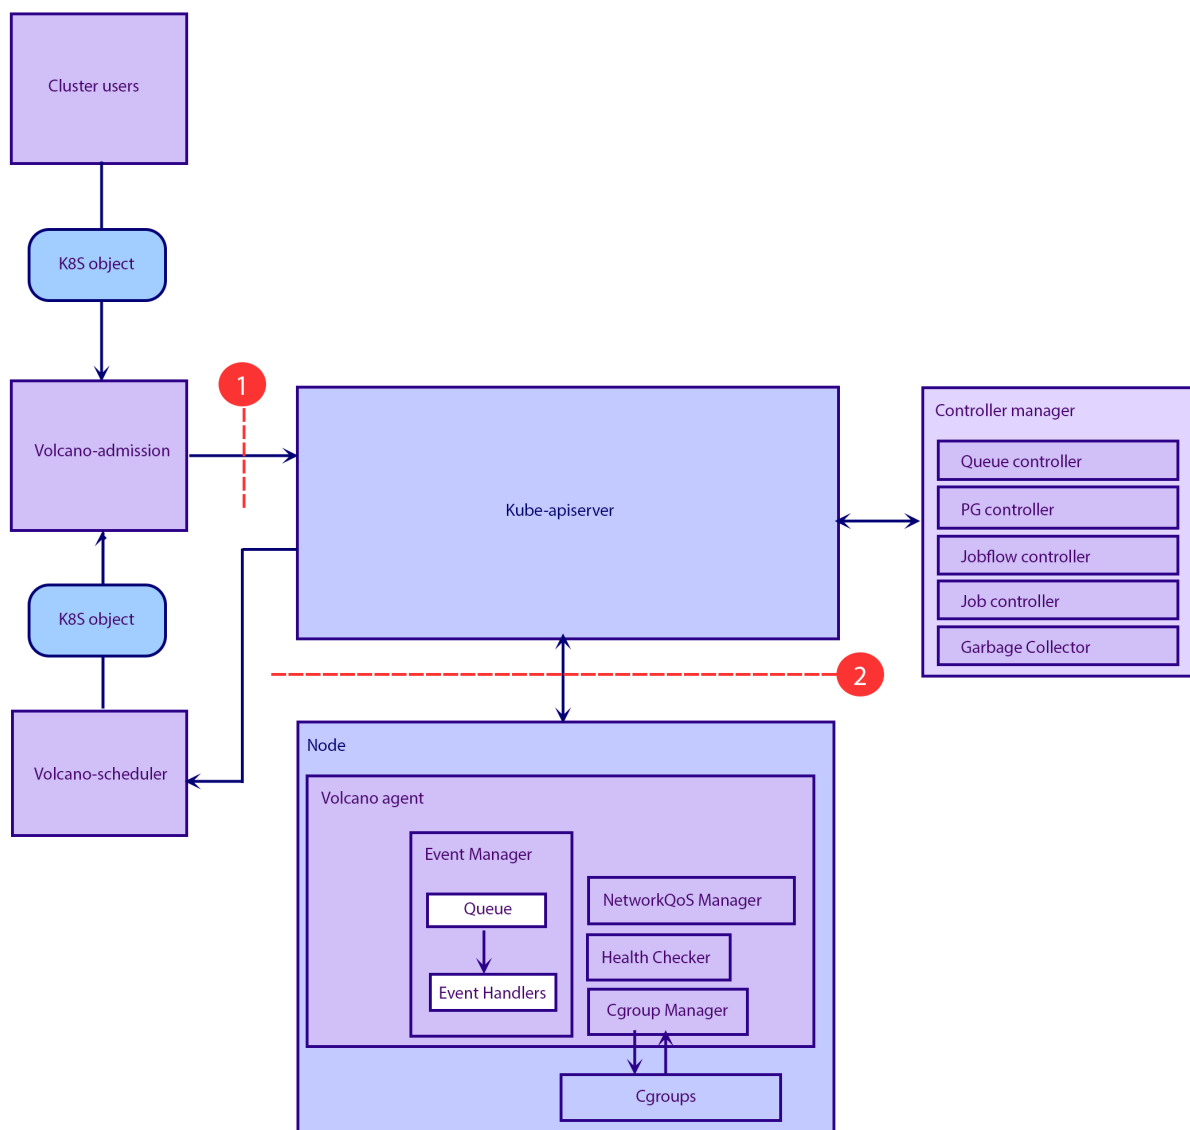 Cluster users
K8S object
Volcano-admission
1
Kube-apiserver
Controller manager
Queue controller
PG controller
Jobflow controller
Job controller
Garbage Collector
K8S object
2
Volcano-scheduler
Node
Volcano agent
Event Manager
Queue
Event Handlers
NetworkQoS Manager
Health Checker
Cgroup Manager
Cgroups